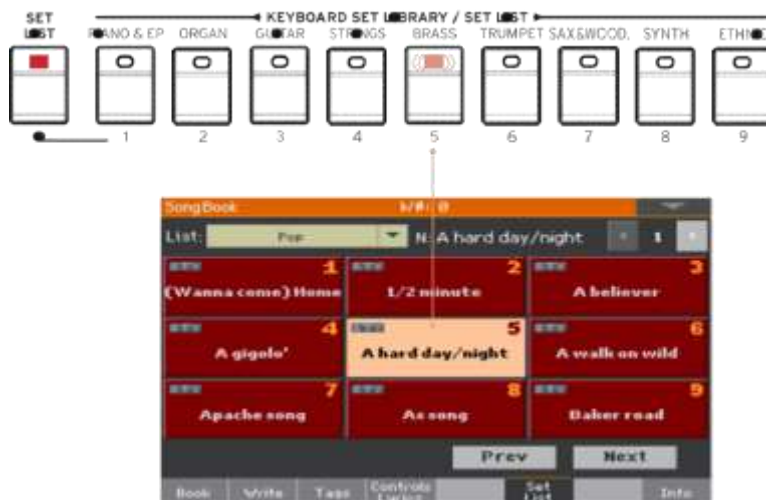 SET LIST
KEYBOARD SET LIBRARY / SET LIST
PIANO & EP ORGAN GUITAR STRINGS BRASS TRUMPET SAX&WOOD. SYNTH ETHNIC
1 2 3 4 5 6 7 8 9
SongBook
List: Pop N: A hard day/night 1
1 2 3
(Wanna come) Home 1/2 minute A believer
4 5 6
A gigolo' A hard day/night A walk on wild
7 8 9
Apache song As song Baker road
Prev Next
Book Write Tags Controls Set List Info